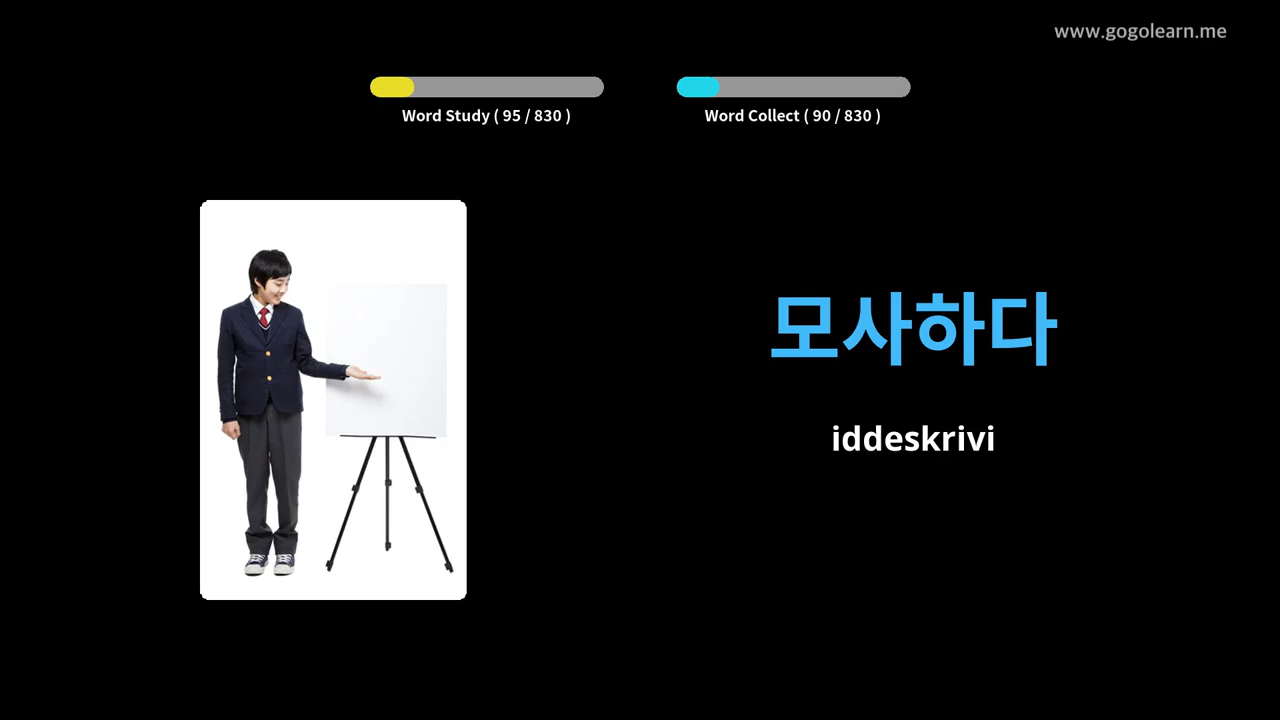 www.gogolearn.me
Word Study ( 95 / 830 )
Word Collect ( 90 / 830 )
모사하다
iddeskrivi